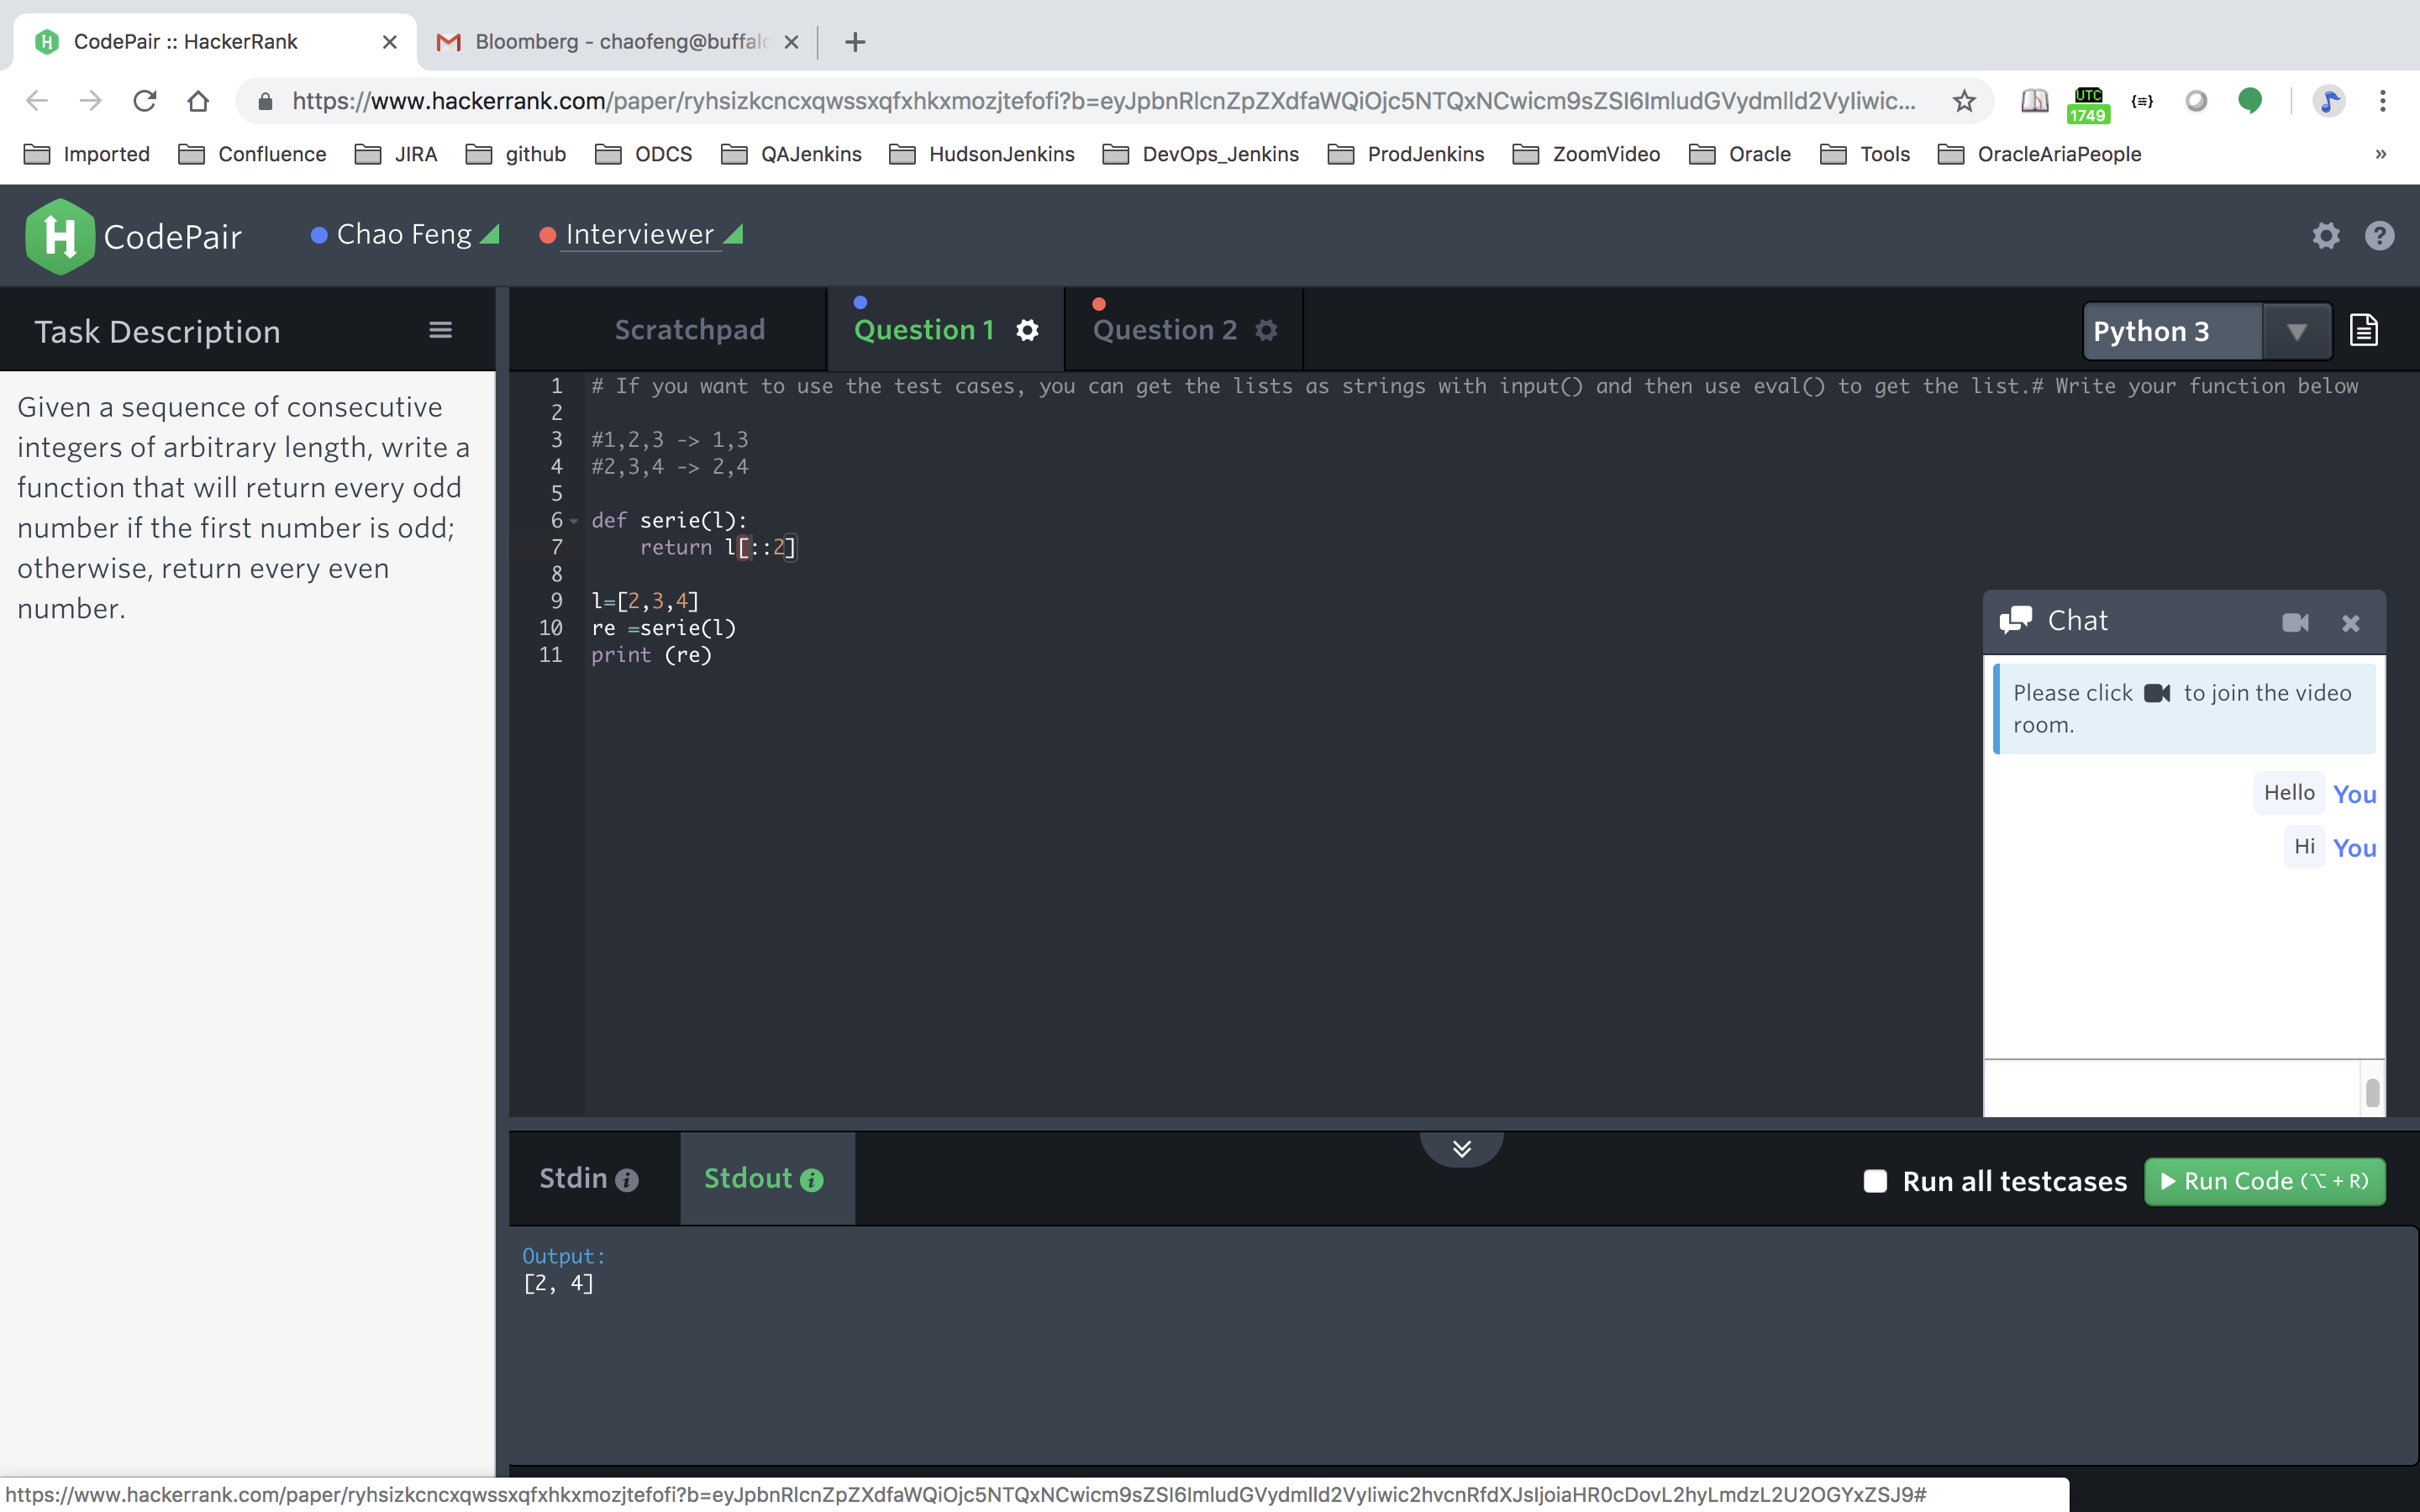 CodePair :: HackerRank
Bloomberg - chaofeng@buffalo
https://www.hackerrank.com/paper/ryhsizkcncxqwssxqfxhkxmozjtefofi?b=eyJpbnRlcnZpZXdfaWQiOjc5NTQxNCwicm9sZSI6ImludGVydmlld2VyIiwic...
UTC
1749
{≡}
Imported Confluence JIRA github ODCS QAJenkins HudsonJenkins DevOps_Jenkins ProdJenkins ZoomVideo Oracle Tools OracleAriaPeople »
H CodePair Chao Feng Interviewer ?
Task Description
Scratchpad Question 1 Question 2 Python 3
Given a sequence of consecutive
integers of arbitrary length, write a
function that will return every odd
number if the first number is odd;
otherwise, return every even
number.
1 # If you want to use the test cases, you can get the lists as strings with input() and then use eval() to get the list.# Write your function below
2
3 #1,2,3 -> 1,3
4 #2,3,4 -> 2,4
5
6 def serie(l):
7 return l[::2]
8
9 l=[2,3,4]
10 re =serie(l)
11 print (re)
Chat
Please click to join the video
room.
Hello You
Hi You
Stdin i Stdout i Run all testcases Run Code (⌥ + R)
Output:
[2, 4]
https://www.hackerrank.com/paper/ryhsizkcncxqwssxqfxhkxmozjtefofi?b=eyJpbnRlcnZpZXdfaWQiOjc5NTQxNCwicm9sZSI6ImludGVydmlld2VyIiwic2hvcnRfdXJsIjoiaHR0cDovL2hyLmdzL2U2OGYxZSJ9#